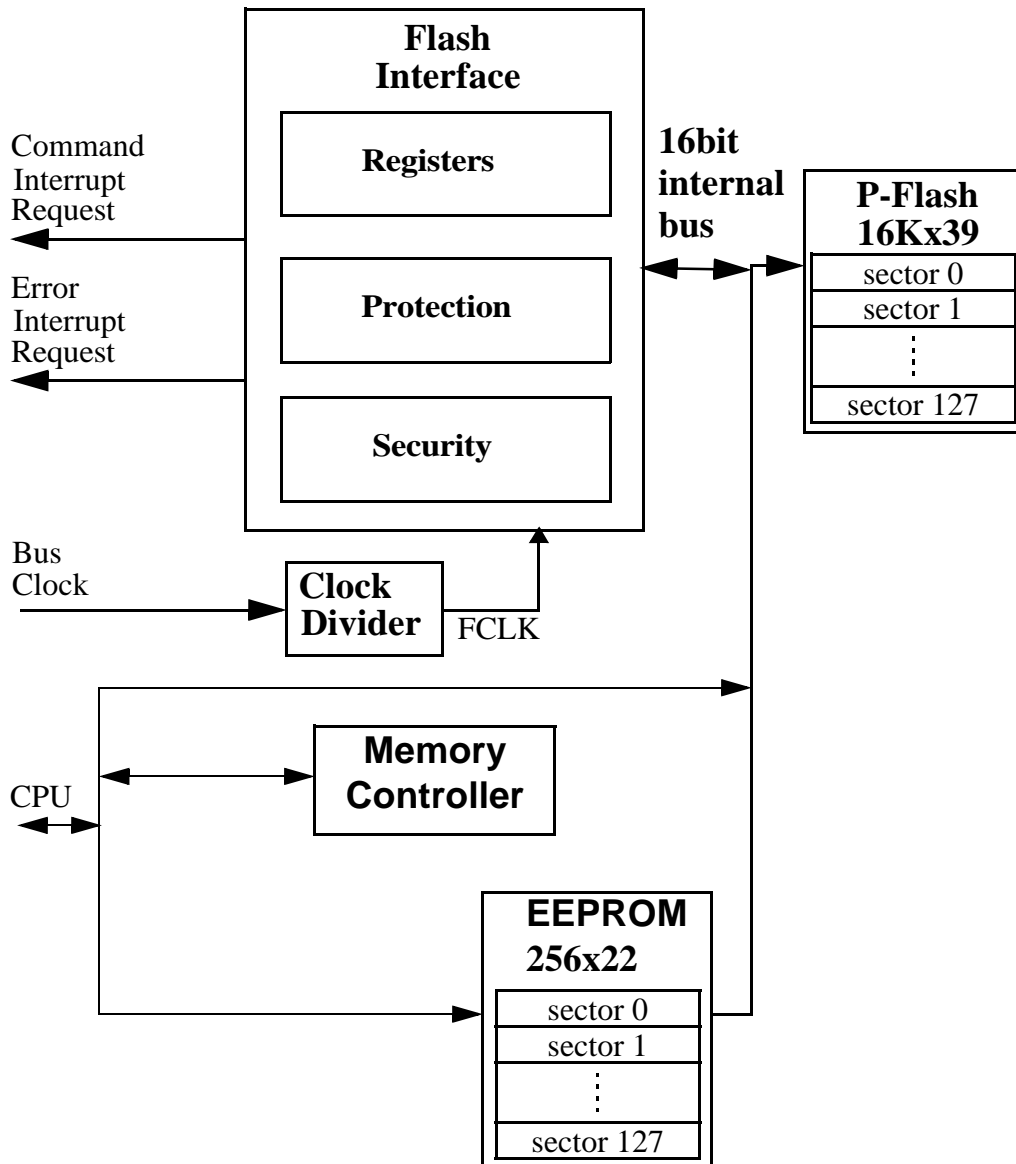 Flash
Interface
Registers
Protection
Security
Command
Interrupt
Request
Error
Interrupt
Request
16bit
internal
bus
P-Flash
16Kx39
sector 0
sector 1
sector 127
Bus
Clock
Clock
Divider
FCLK
Memory
Controller
CPU
EEPROM
256x22
sector 0
sector 1
sector 127